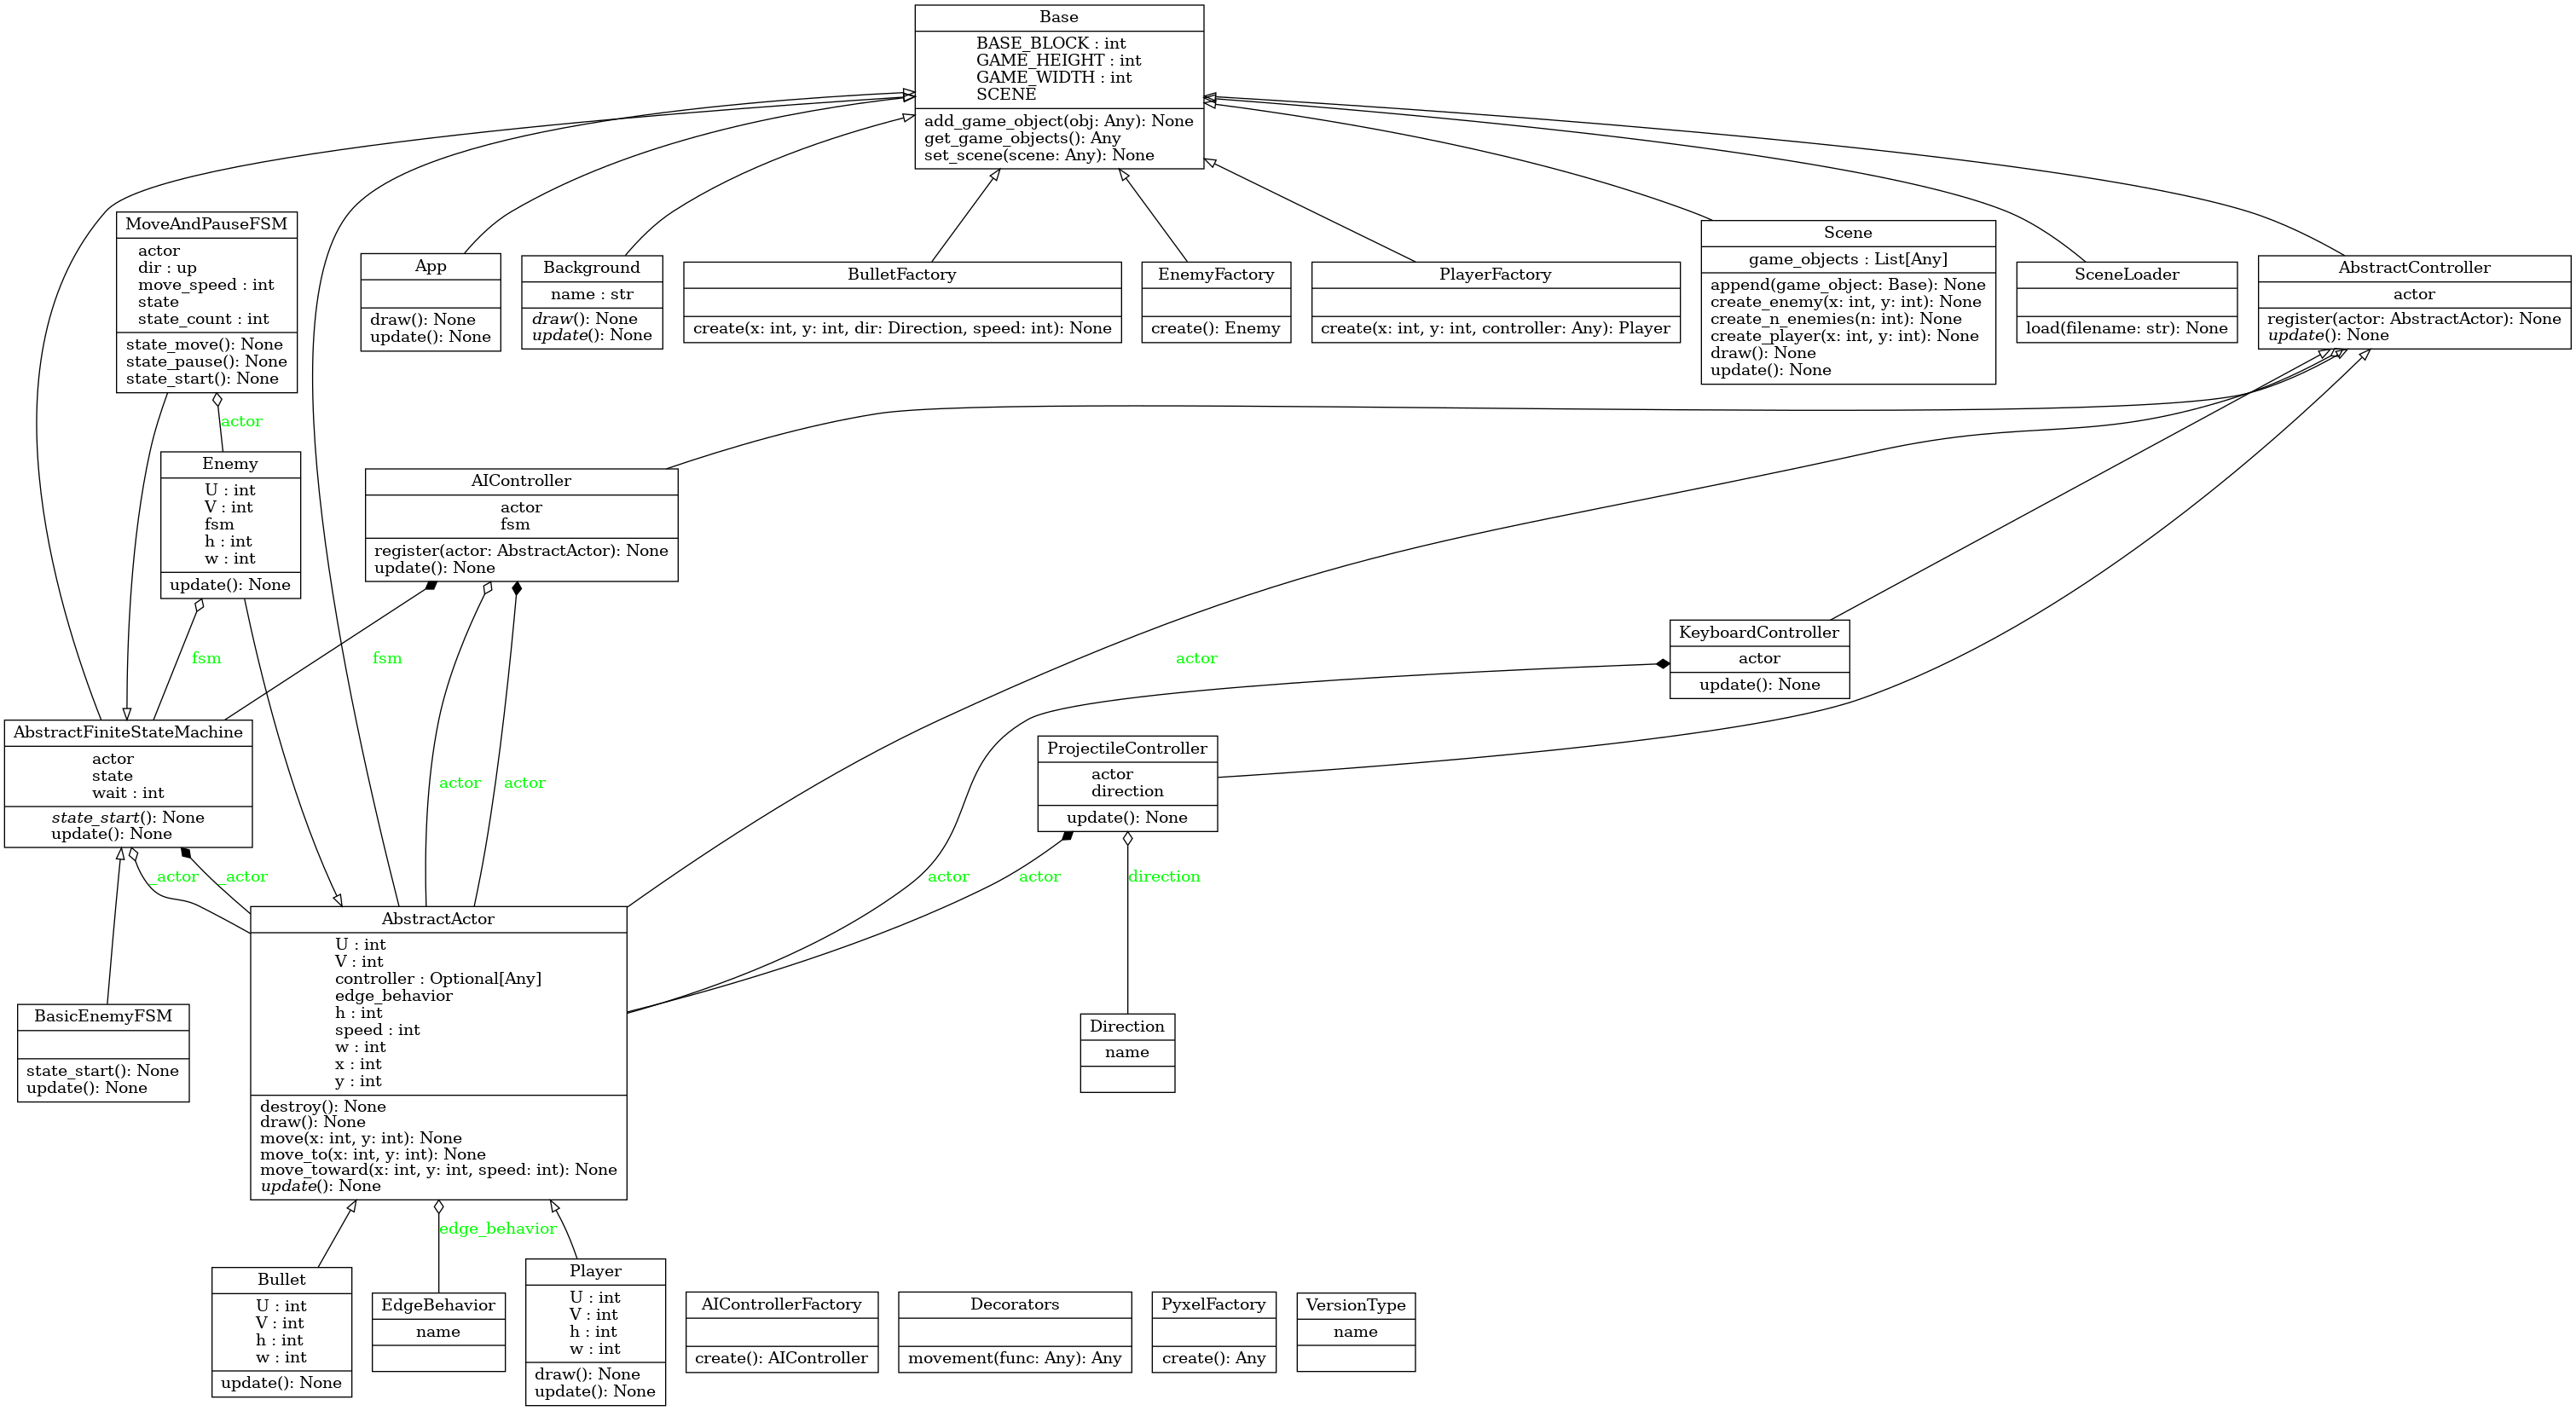 Base
BASE_BLOCK : int
GAME_HEIGHT : int
GAME_WIDTH : int
SCENE
add_game_object(obj: Any): None
get_game_objects(): Any
set_scene(scene: Any): None
MoveAndPauseFSM
actor
dir : up
move_speed : int
state
state_count : int
state_move(): None
state_pause(): None
state_start(): None
App
draw(): None
update(): None
Background
name : str
draw(): None
update(): None
BulletFactory
create(x: int, y: int, dir: Direction, speed: int): None
EnemyFactory
create(): Enemy
PlayerFactory
create(x: int, y: int, controller: Any): Player
Scene
game_objects : List[Any]
append(game_object: Base): None
create_enemy(x: int, y: int): None
create_n_enemies(n: int): None
create_player(x: int, y: int): None
draw(): None
update(): None
SceneLoader
load(filename: str): None
AbstractController
actor
register(actor: AbstractActor): None
update(): None
actor
Enemy
U : int
V : int
fsm
h : int
w : int
update(): None
AIController
actor
fsm
register(actor: AbstractActor): None
update(): None
fsm
fsm
actor
KeyboardController
actor
update(): None
AbstractFiniteStateMachine
actor
state
wait : int
state_start(): None
update(): None
actor
actor
ProjectileController
actor
direction
update(): None
_actor
_actor
actor
actor
direction
AbstractActor
U : int
V : int
controller : Optional[Any]
edge_behavior
h : int
speed : int
w : int
x : int
y : int
destroy(): None
draw(): None
move(x: int, y: int): None
move_to(x: int, y: int): None
move_toward(x: int, y: int, speed: int): None
update(): None
BasicEnemyFSM
state_start(): None
update(): None
Direction
name
edge_behavior
Bullet
U : int
V : int
h : int
w : int
update(): None
EdgeBehavior
name
Player
U : int
V : int
h : int
w : int
draw(): None
update(): None
AIControllerFactory
create(): AIController
Decorators
movement(func: Any): Any
PyxelFactory
create(): Any
VersionType
name